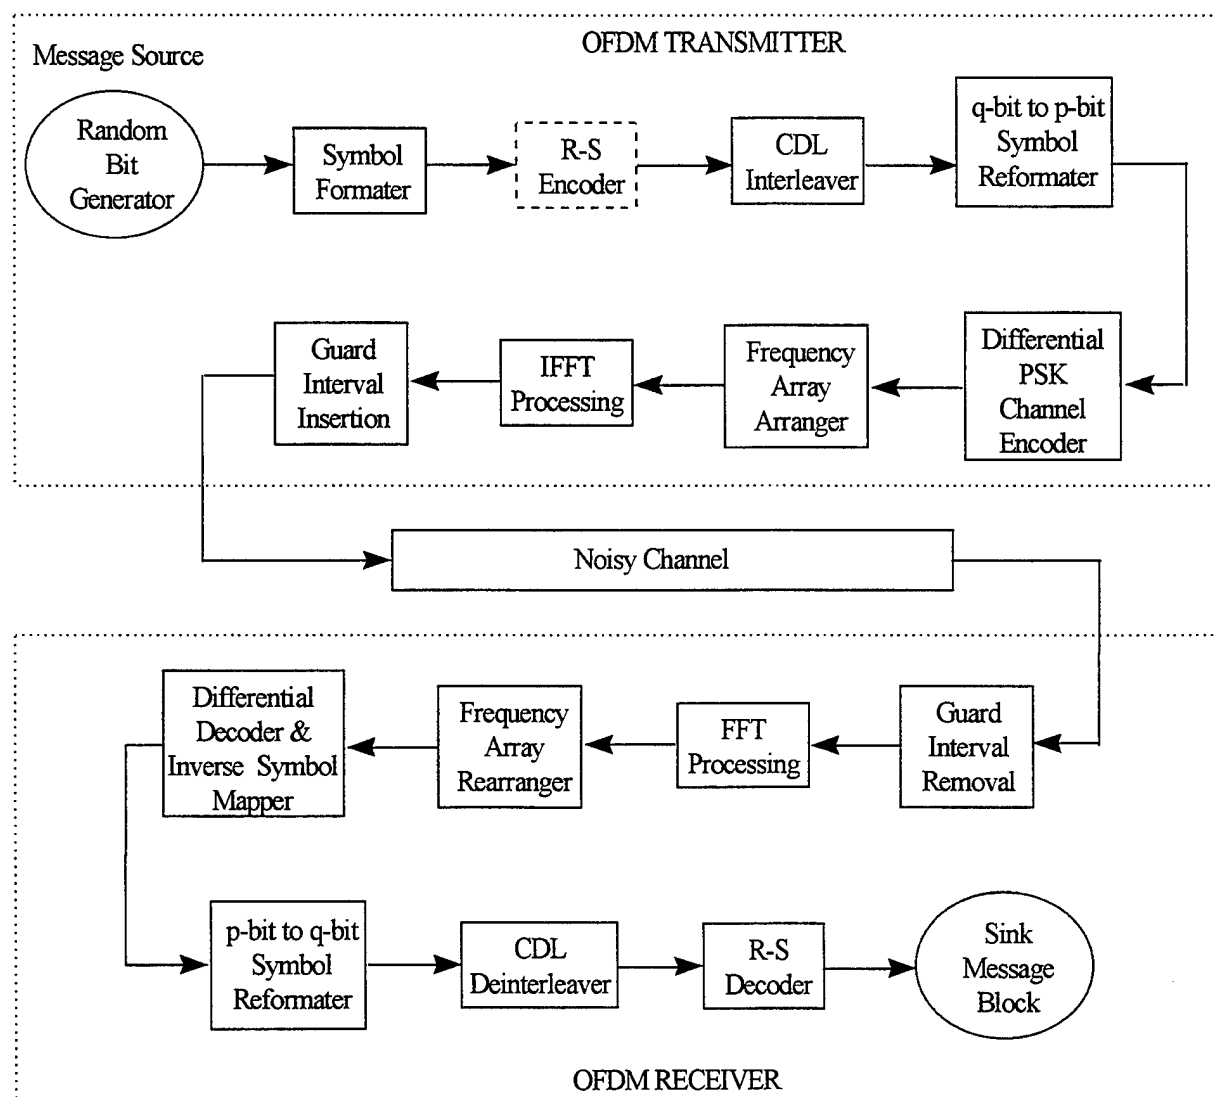 OFDM TRANSMITTER
Message Source
Random
Bit
Generator
Symbol
Formater
R-S
Encoder
CDL
Interleaver
q-bit to p-bit
Symbol
Reformater
Guard
Interval
Insertion
IFFT
Processing
Frequency
Array
Arranger
Differential
PSK
Channel
Encoder
Noisy Channel
Differential
Decoder &
Inverse Symbol
Mapper
Frequency
Array
Rearranger
FFT
Processing
Guard
Interval
Removal
p-bit to q-bit
Symbol
Reformater
CDL
Deinterleaver
R-S
Decoder
Sink
Message
Block
OFDM RECEIVER